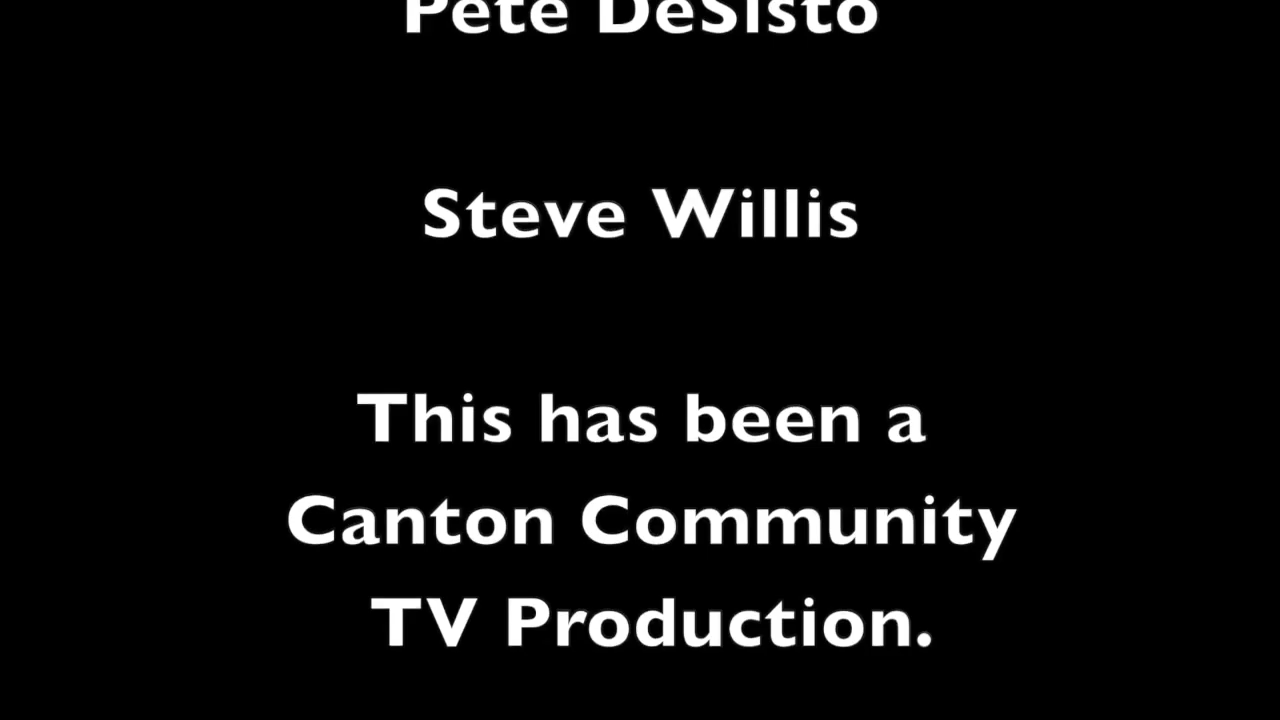 Pete DeSisto
Steve Willis
This has been a
Canton Community
TV Production.